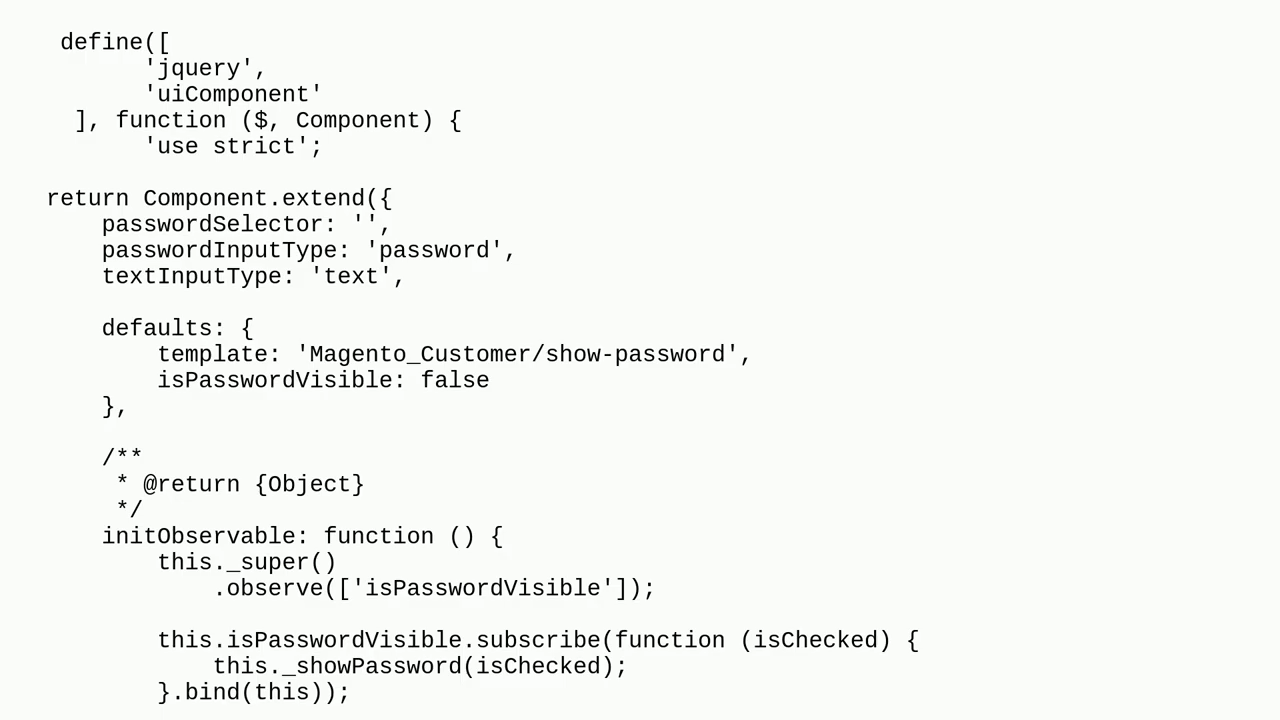 define([
'jquery',
'uiComponent'
], function ($, Component) {
'use strict';
return Component.extend({
passwordSelector: '',
passwordInputType: 'password',
textInputType: 'text',
defaults: {
template: 'Magento_Customer/show-password',
isPasswordVisible: false
},
/**
* @return {Object}
*/
initObservable: function () {
this._super()
.observe(['isPasswordVisible']);
this.isPasswordVisible.subscribe(function (isChecked) {
this._showPassword(isChecked);
}.bind(this));